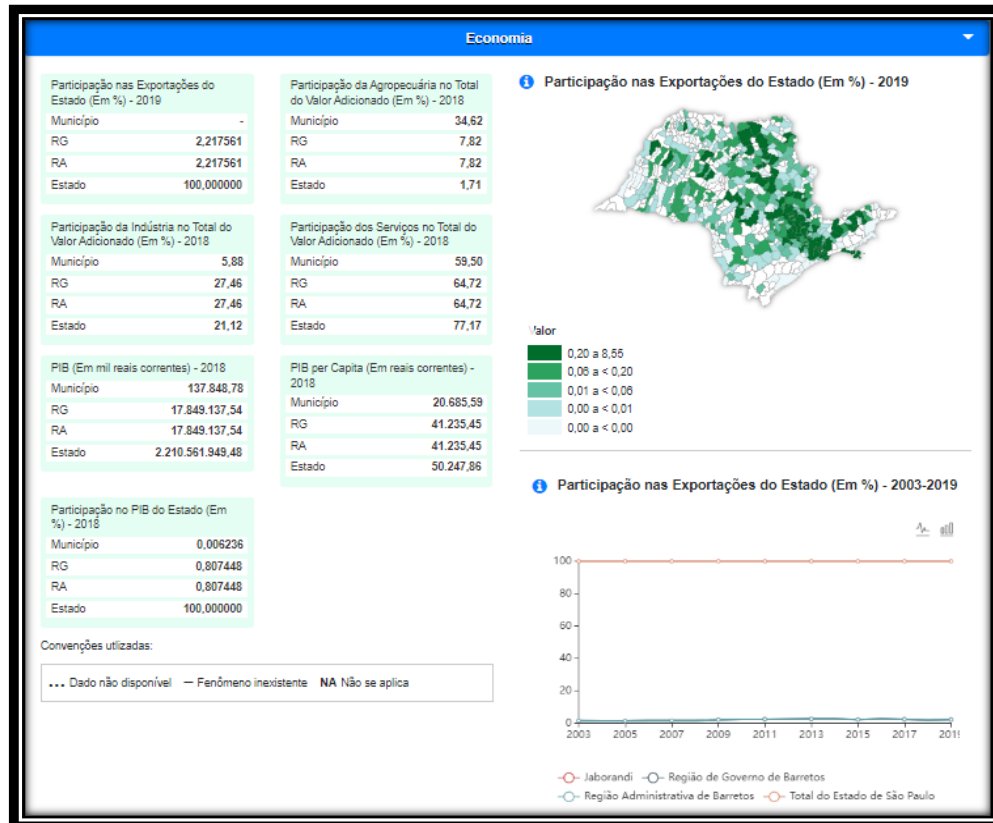 Economia
Participação nas Exportações do
Estado (Em %) - 2019
Município -
RG 2,217561
RA 2,217561
Estado 100,000000
Participação da Agropecuária no Total
do Valor Adicionado (Em %) - 2018
Município 34,62
RG 7,82
RA 7,82
Estado 1,71
Participação da Indústria no Total do
Valor Adicionado (Em %) - 2018
Município 5,88
RG 27,46
RA 27,46
Estado 21,12
Participação dos Serviços no Total do
Valor Adicionado (Em %) - 2018
Município 59,50
RG 64,72
RA 64,72
Estado 77,17
PIB (Em mil reais correntes) - 2018
Município 137.848,78
RG 17.849.137,54
RA 17.849.137,54
Estado 2.210.561.949,48
PIB per Capita (Em reais correntes) -
2018
Município 20.685,59
RG 41.235,45
RA 41.235,45
Estado 50.247,86
Participação no PIB do Estado (Em
%) - 2018
Município 0,006236
RG 0,807448
RA 0,807448
Estado 100,000000
Convenções utlizadas:
... Dado não disponível — Fenômeno inexistente NA Não se aplica
Participação nas Exportações do Estado (Em %) - 2019
Valor
0,20 a 8,55
0,06 a < 0,20
0,01 a < 0,06
0,00 a < 0,01
0,00 a < 0,00
Participação nas Exportações do Estado (Em %) - 2003-2019
100
80
60
40
20
0
2003 2005 2007 2009 2011 2013 2015 2017 2019
Jaborandi Região de Governo de Barretos
Região Administrativa de Barretos Total do Estado de São Paulo